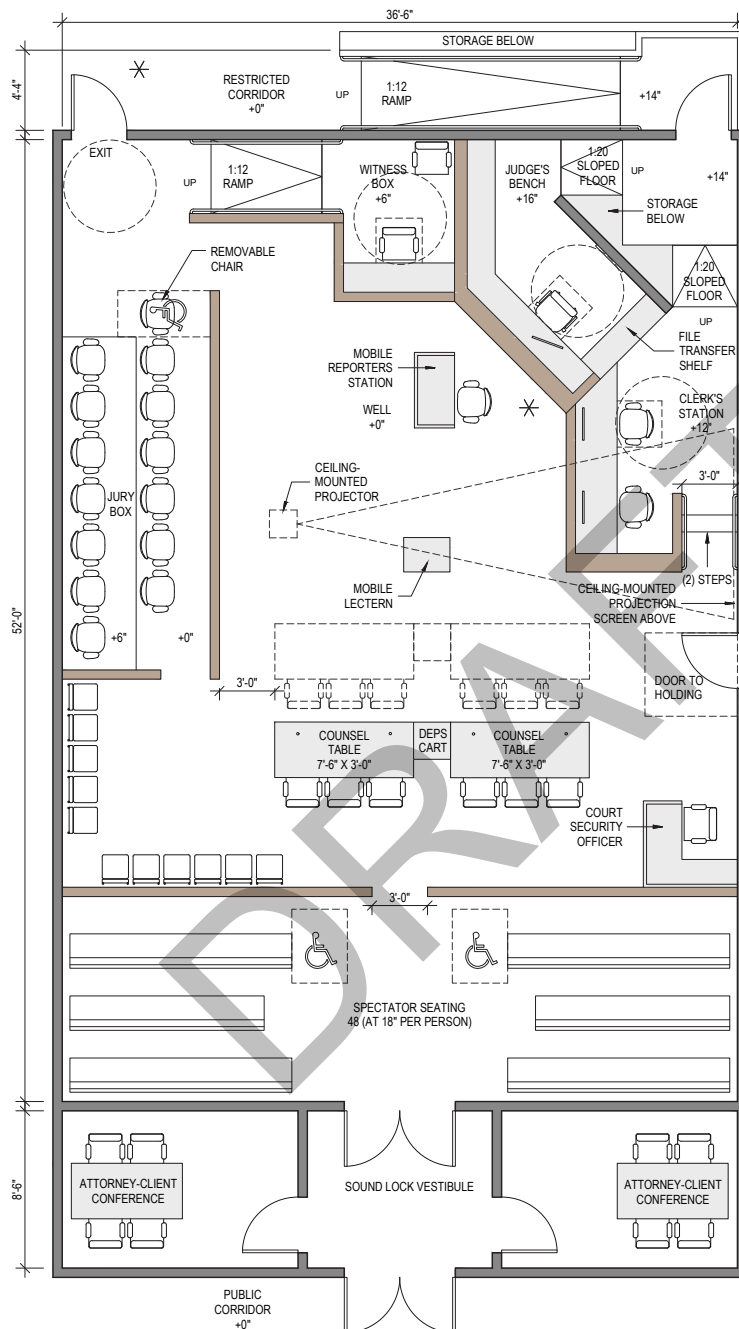 36'-6"
STORAGE BELOW
4'-4"
RESTRICTED
CORRIDOR
+0"
UP
1:12
RAMP
+14"
EXIT
UP
1:12
RAMP
WITNESS
BOX
+6"
JUDGE'S
BENCH
+16"
1:20
SLOPED
FLOOR
UP
+14"
STORAGE
BELOW
REMOVABLE
CHAIR
1:20
SLOPED
FLOOR
UP
FILE
TRANSFER
SHELF
MOBILE
REPORTERS
STATION
WELL
+0"
CLERK'S
STATION
+12"
CEILING-
MOUNTED
PROJECTOR
3'-0"
JURY
BOX
MOBILE
LECTERN
(2) STEPS
CEILING-MOUNTED
PROJECTION
SCREEN ABOVE
52'-0"
+6"
+0"
3'-0"
DOOR TO
HOLDING
COUNSEL
TABLE
7'-6" X 3'-0"
DEPS
CART
COUNSEL
TABLE
7'-6" X 3'-0"
COURT
SECURITY
OFFICER
3'-0"
SPECTATOR SEATING
48 (AT 18" PER PERSON)
8'-6"
ATTORNEY-CLIENT
CONFERENCE
SOUND LOCK VESTIBULE
ATTORNEY-CLIENT
CONFERENCE
PUBLIC
CORRIDOR
+0"
DRAFT